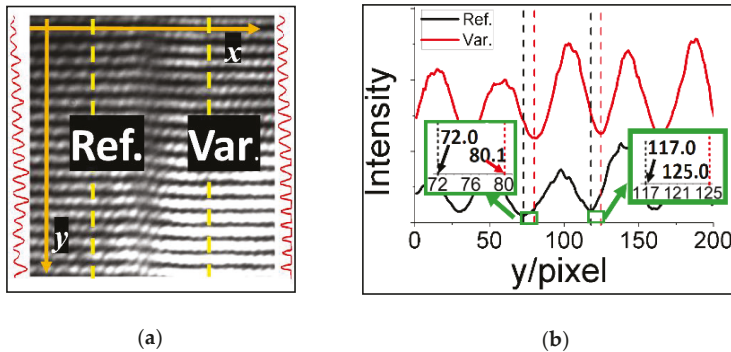 (a)
x
Ref.
Var.
y
(b)
Ref.
Var.
Intensity
72.0
80.1
72 76 80
117.0
125.0
117 121 125
0 50 100 150 200
y/pixel
(a)
(b)